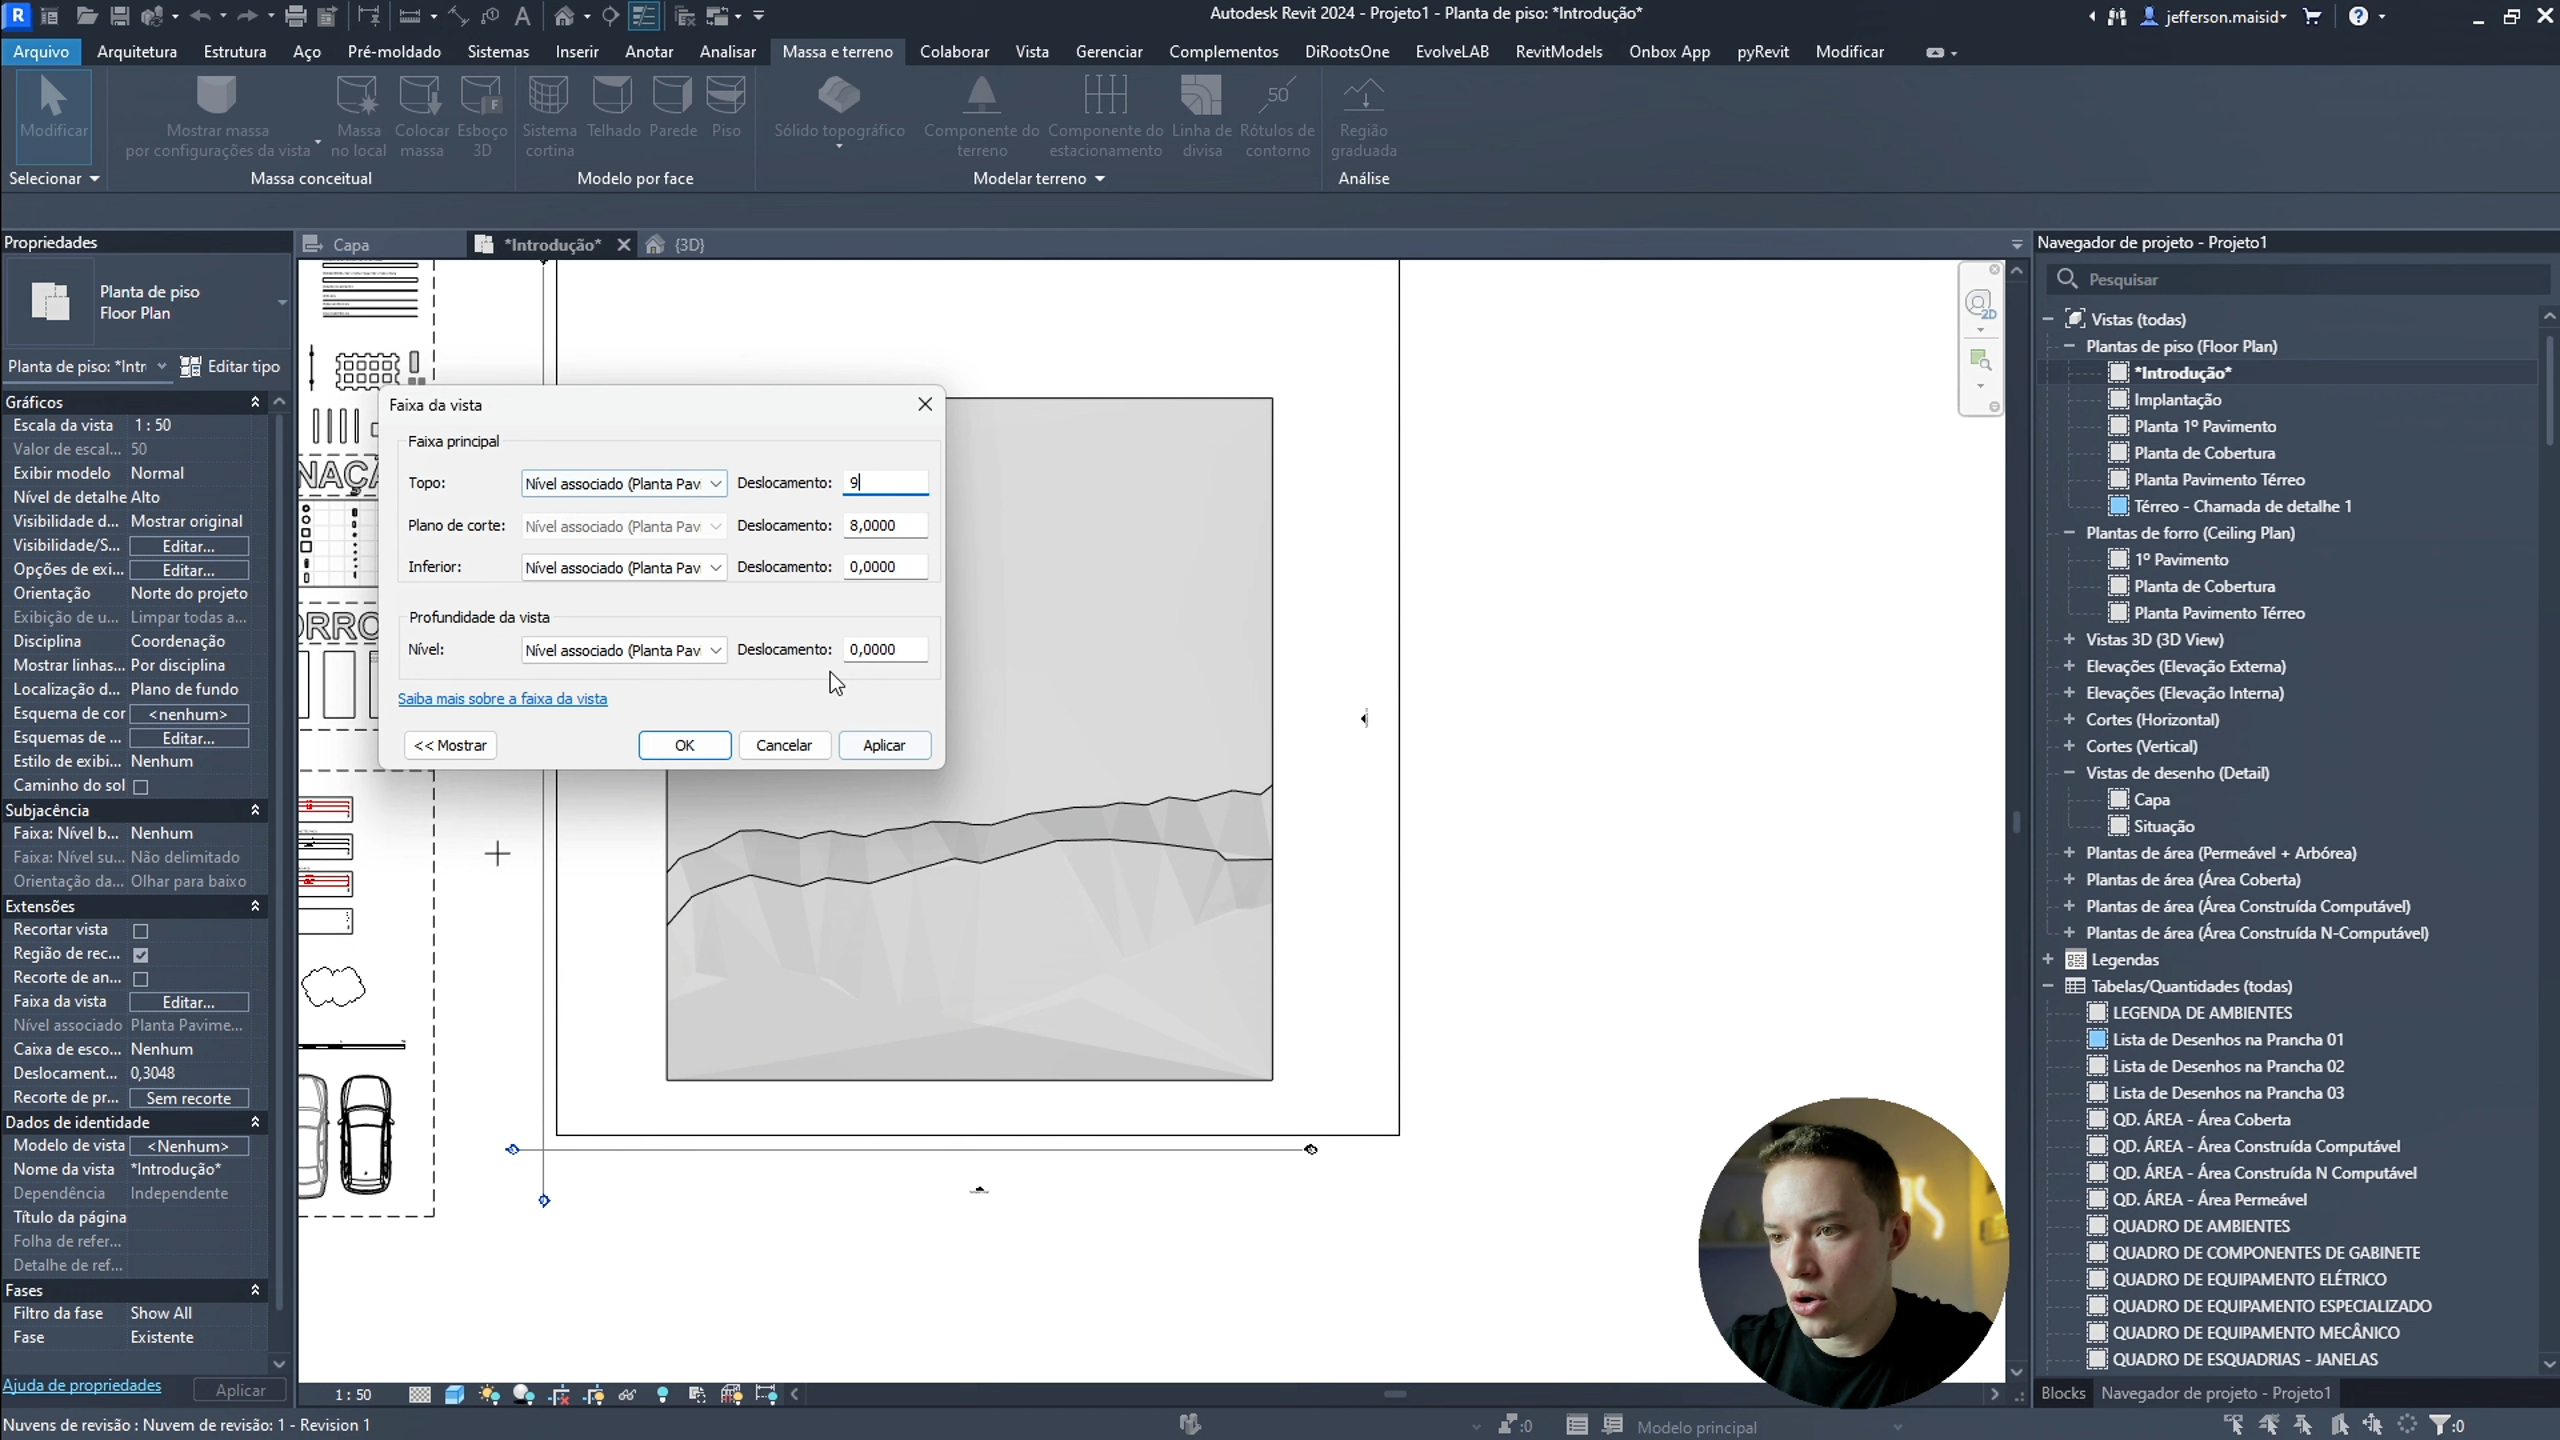 Autodesk Revit 2024 - Projeto1 - Planta de piso: *Introdução*
jefferson.maisid
Arquivo Arquitetura Estrutura Aço Pré-moldado Sistemas Inserir Anotar Analisar Massa e terreno Colaborar Vista Gerenciar Complementos DiRootsOne EvolveLAB RevitModels Onbox App pyRevit Modificar
Modificar
Mostrar massa
por configurações da vista
Massa
no local
Colocar
massa
Esboço
3D
Sistema
cortina
Telhado
Parede
Piso
Sólido topográfico
Componente do
terreno
Componente do
estacionamento
Linha de
divisa
50
Rótulos de
contorno
Região
graduada
Selecionar
Massa conceitual
Modelo por face
Modelar terreno
Análise
Propriedades
Capa
*Introdução*
{3D}
Planta de piso
Floor Plan
Planta de piso: *Intr
Editar tipo
Gráficos
Escala da vista 1 : 50
Valor de escal... 50
Exibir modelo Normal
Nível de detalhe Alto
Visibilidade d... Mostrar original
Visibilidade/S... Editar...
Opções de exi... Editar...
Orientação Norte do projeto
Exibição de u... Limpar todas a...
Disciplina Coordenação
Mostrar linhas... Por disciplina
Localização d... Plano de fundo
Esquema de cor <nenhum>
Esquemas de ... Editar...
Estilo de exibi... Nenhum
Caminho do sol
Subjacência
Faixa: Nível b... Nenhum
Faixa: Nível su... Não delimitado
Orientação da... Olhar para baixo
Extensões
Recortar vista
Região de rec...
Recorte de an...
Faixa da vista Editar...
Nível associado Planta Pavime...
Caixa de esco... Nenhum
Deslocament... 0,3048
Recorte de pr... Sem recorte
Dados de identidade
Modelo de vista <Nenhum>
Nome da vista *Introdução*
Dependência Independente
Título da página
Folha de refer...
Detalhe de ref...
Fases
Filtro da fase Show All
Fase Existente
Ajuda de propriedades
Aplicar
Faixa da vista
Faixa principal
Topo: Nível associado (Planta Pavi Deslocamento: 9
Plano de corte: Nível associado (Planta Pavi Deslocamento: 8,0000
Inferior: Nível associado (Planta Pavi Deslocamento: 0,0000
Profundidade da vista
Nível: Nível associado (Planta Pavi Deslocamento: 0,0000
Saiba mais sobre a faixa da vista
<< Mostrar OK Cancelar Aplicar
2D
Navegador de projeto - Projeto1
Pesquisar
Vistas (todas)
Plantas de piso (Floor Plan)
*Introdução*
Implantação
Planta 1º Pavimento
Planta de Cobertura
Planta Pavimento Térreo
Térreo - Chamada de detalhe 1
Plantas de forro (Ceiling Plan)
1º Pavimento
Planta de Cobertura
Planta Pavimento Térreo
Vistas 3D (3D View)
Elevações (Elevação Externa)
Elevações (Elevação Interna)
Cortes (Horizontal)
Cortes (Vertical)
Vistas de desenho (Detail)
Capa
Situação
Plantas de área (Permeável + Arbórea)
Plantas de área (Área Coberta)
Plantas de área (Área Construída Computável)
Plantas de área (Área Construída N-Computável)
Legendas
Tabelas/Quantidades (todas)
LEGENDA DE AMBIENTES
Lista de Desenhos na Prancha 01
Lista de Desenhos na Prancha 02
Lista de Desenhos na Prancha 03
QD. ÁREA - Área Coberta
QD. ÁREA - Área Construída Computável
QD. ÁREA - Área Construída N Computável
QD. ÁREA - Área Permeável
QUADRO DE AMBIENTES
QUADRO DE COMPONENTES DE GABINETE
QUADRO DE EQUIPAMENTO ELÉTRICO
QUADRO DE EQUIPAMENTO ESPECIALIZADO
QUADRO DE EQUIPAMENTO MECÂNICO
QUADRO DE ESQUADRIAS - JANELAS
Blocks
Navegador de projeto - Projeto1
1 : 50
Nuvens de revisão : Nuvem de revisão: 1 - Revision 1
:0
Modelo principal
:0